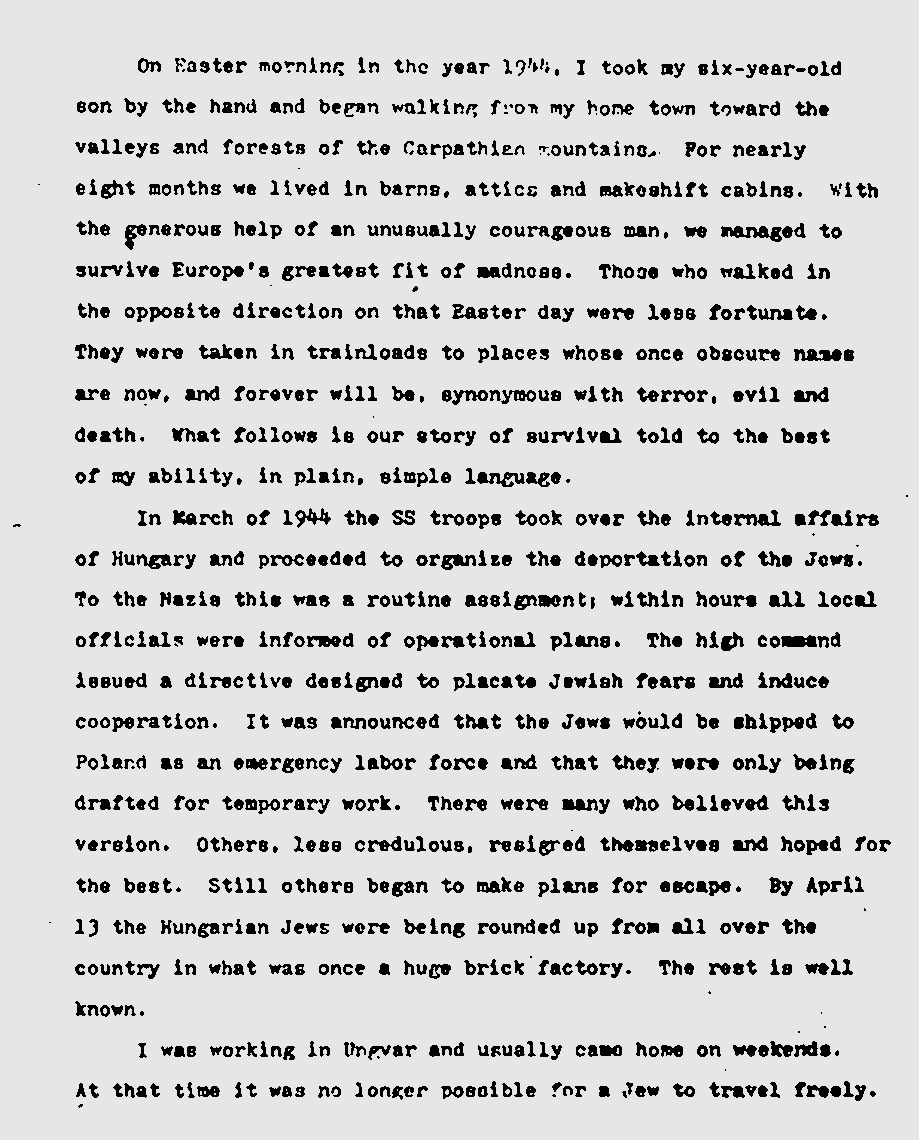 On Easter morning in the year 1944, I took my six-year-old
son by the hand and began walking from my home town toward the
valleys and forests of the Carpathian mountains. For nearly
eight months we lived in barns, attics and makeshift cabins. With
the generous help of an unusually courageous man, we managed to
survive Europe's greatest fit of madness. Those who walked in
the opposite direction on that Easter day were less fortunate.
They were taken in trainloads to places whose once obscure names
are now, and forever will be, synonymous with terror, evil and
death. What follows is our story of survival told to the best
of my ability, in plain, simple language.
In March of 1944 the SS troops took over the internal affairs
of Hungary and proceeded to organize the deportation of the Jews.
To the Nazis this was a routine assignment; within hours all local
officials were informed of operational plans. The high command
issued a directive designed to placate Jewish fears and induce
cooperation. It was announced that the Jews would be shipped to
Poland as an emergency labor force and that they were only being
drafted for temporary work. There were many who believed this
version. Others, less credulous, resigned themselves and hoped for
the best. Still others began to make plans for escape. By April
13 the Hungarian Jews were being rounded up from all over the
country in what was once a huge brick factory. The rest is well
known.
I was working in Ungvar and usually came home on weekends.
At that time it was no longer possible for a Jew to travel freely.